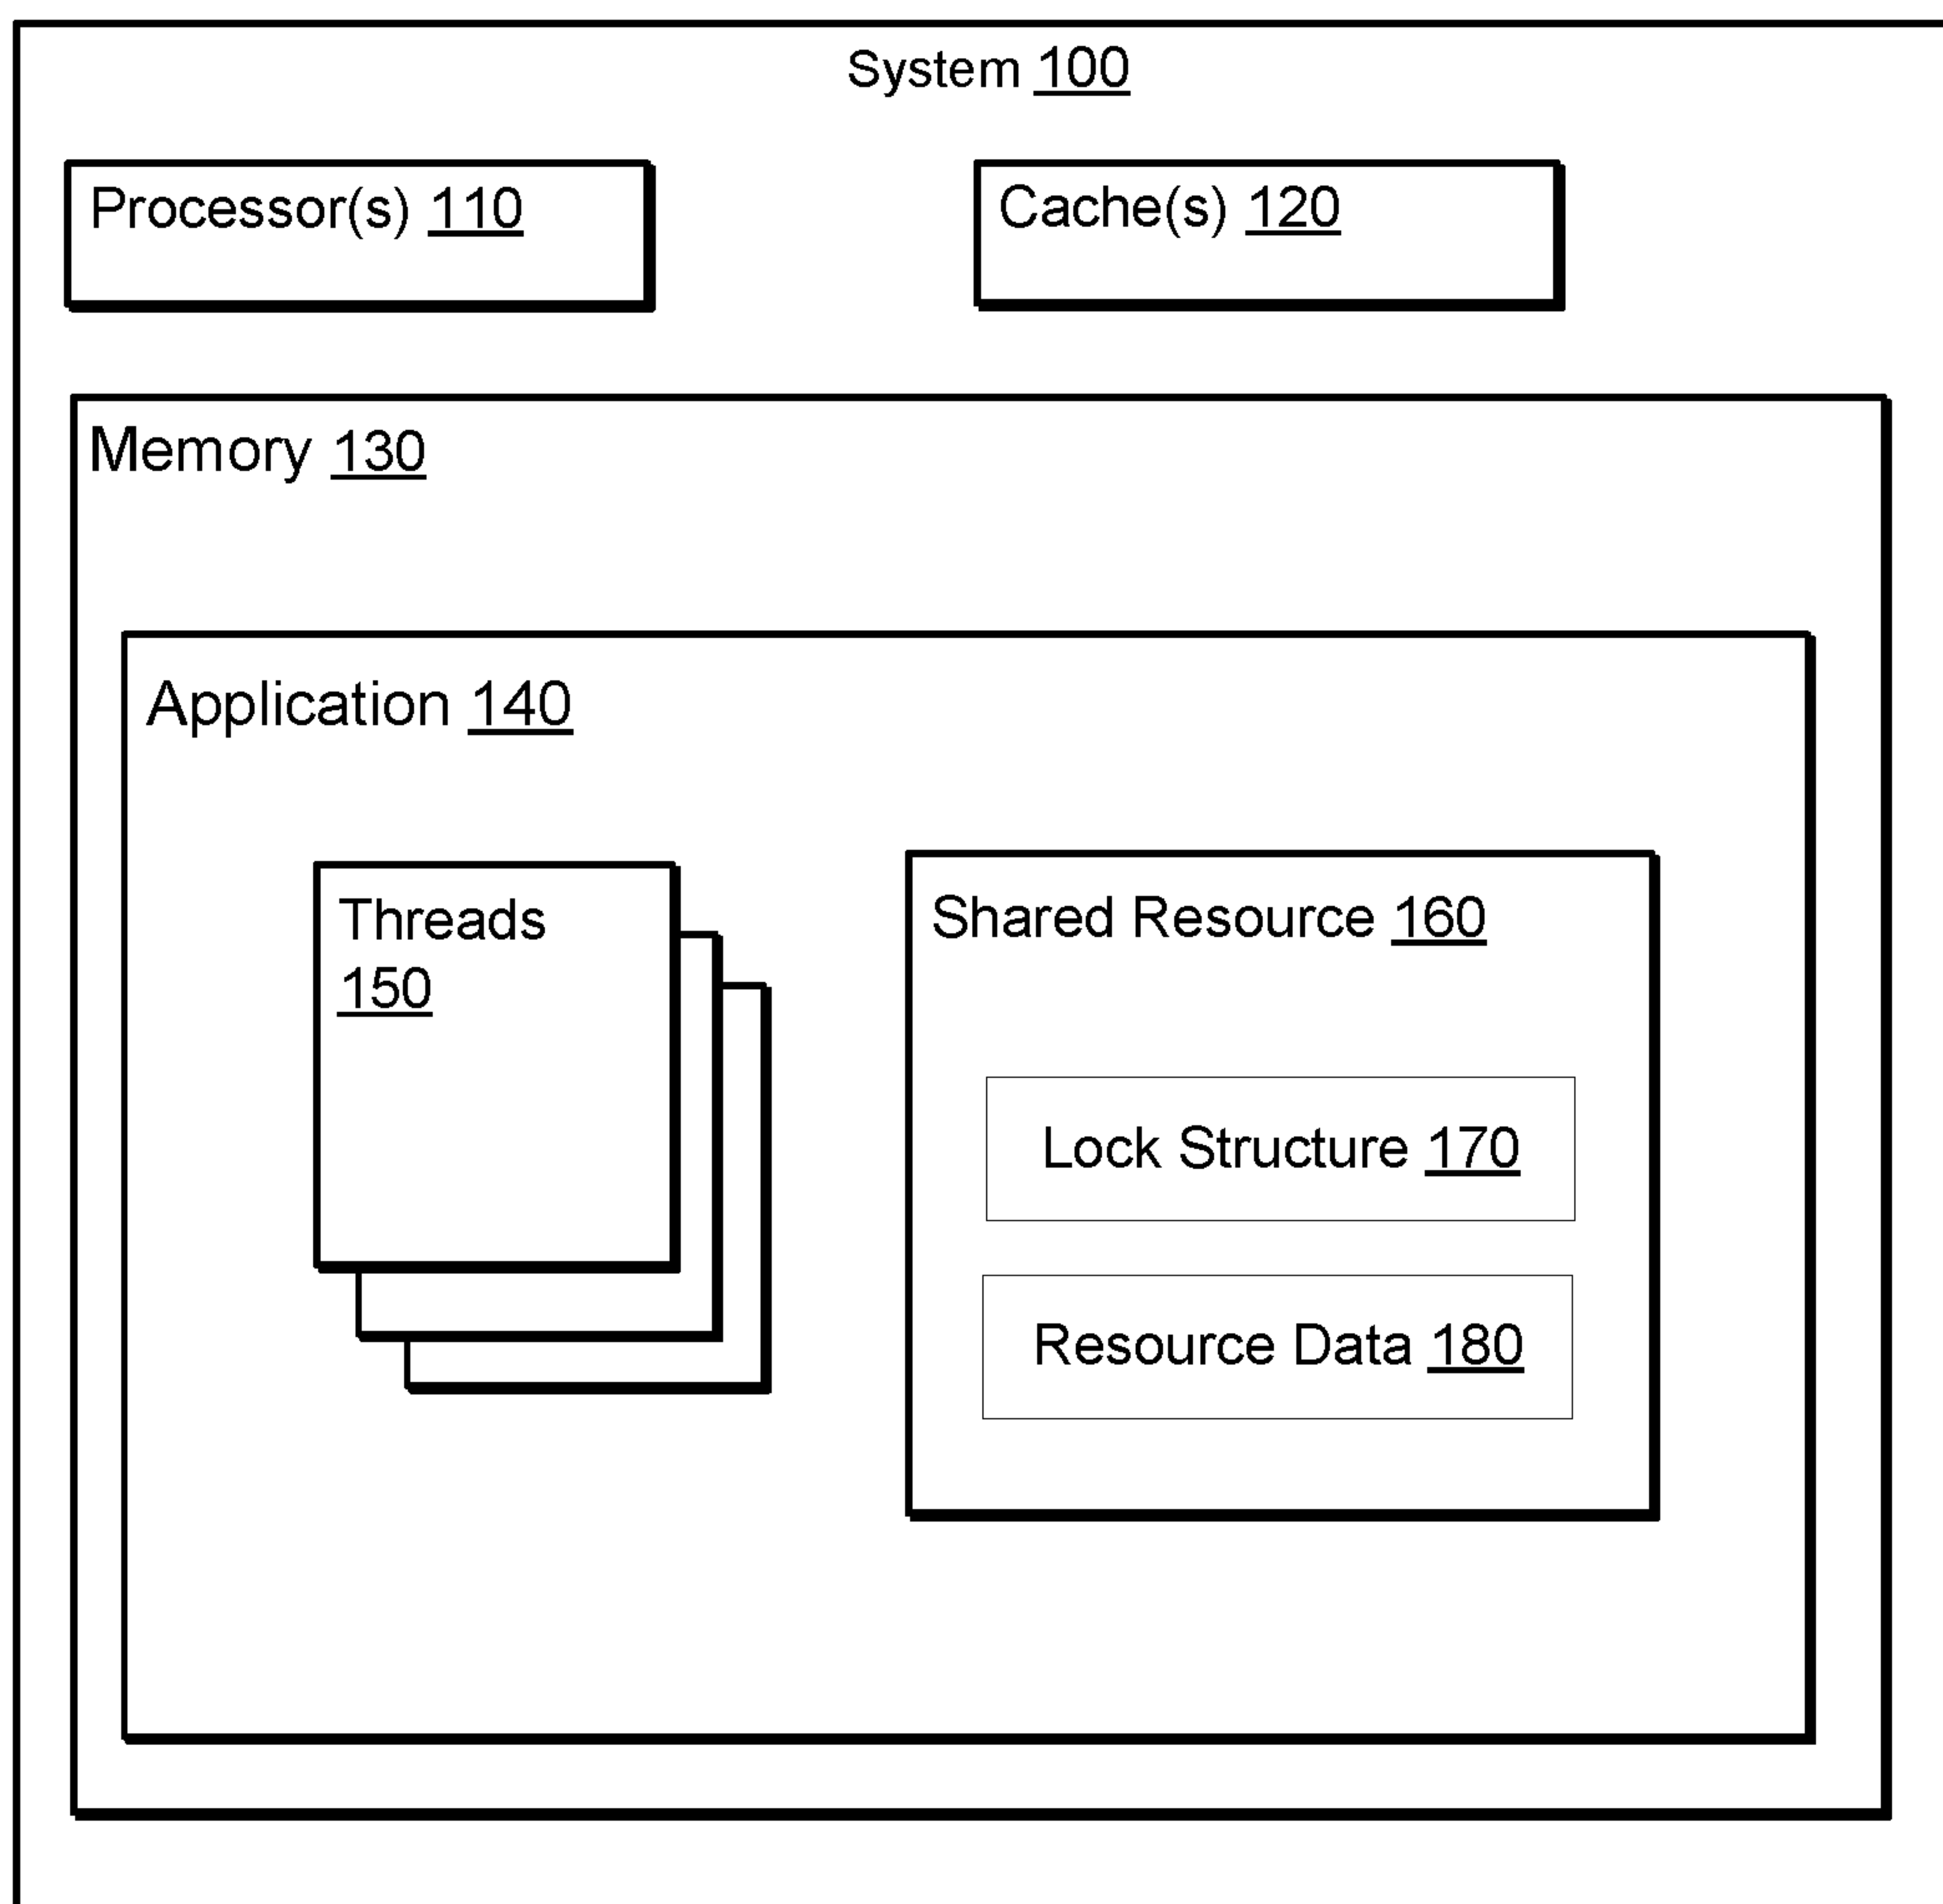 System 100
Processor(s) 110
Cache(s) 120
Memory 130
Application 140
Threads
150
Shared Resource 160
Lock Structure 170
Resource Data 180